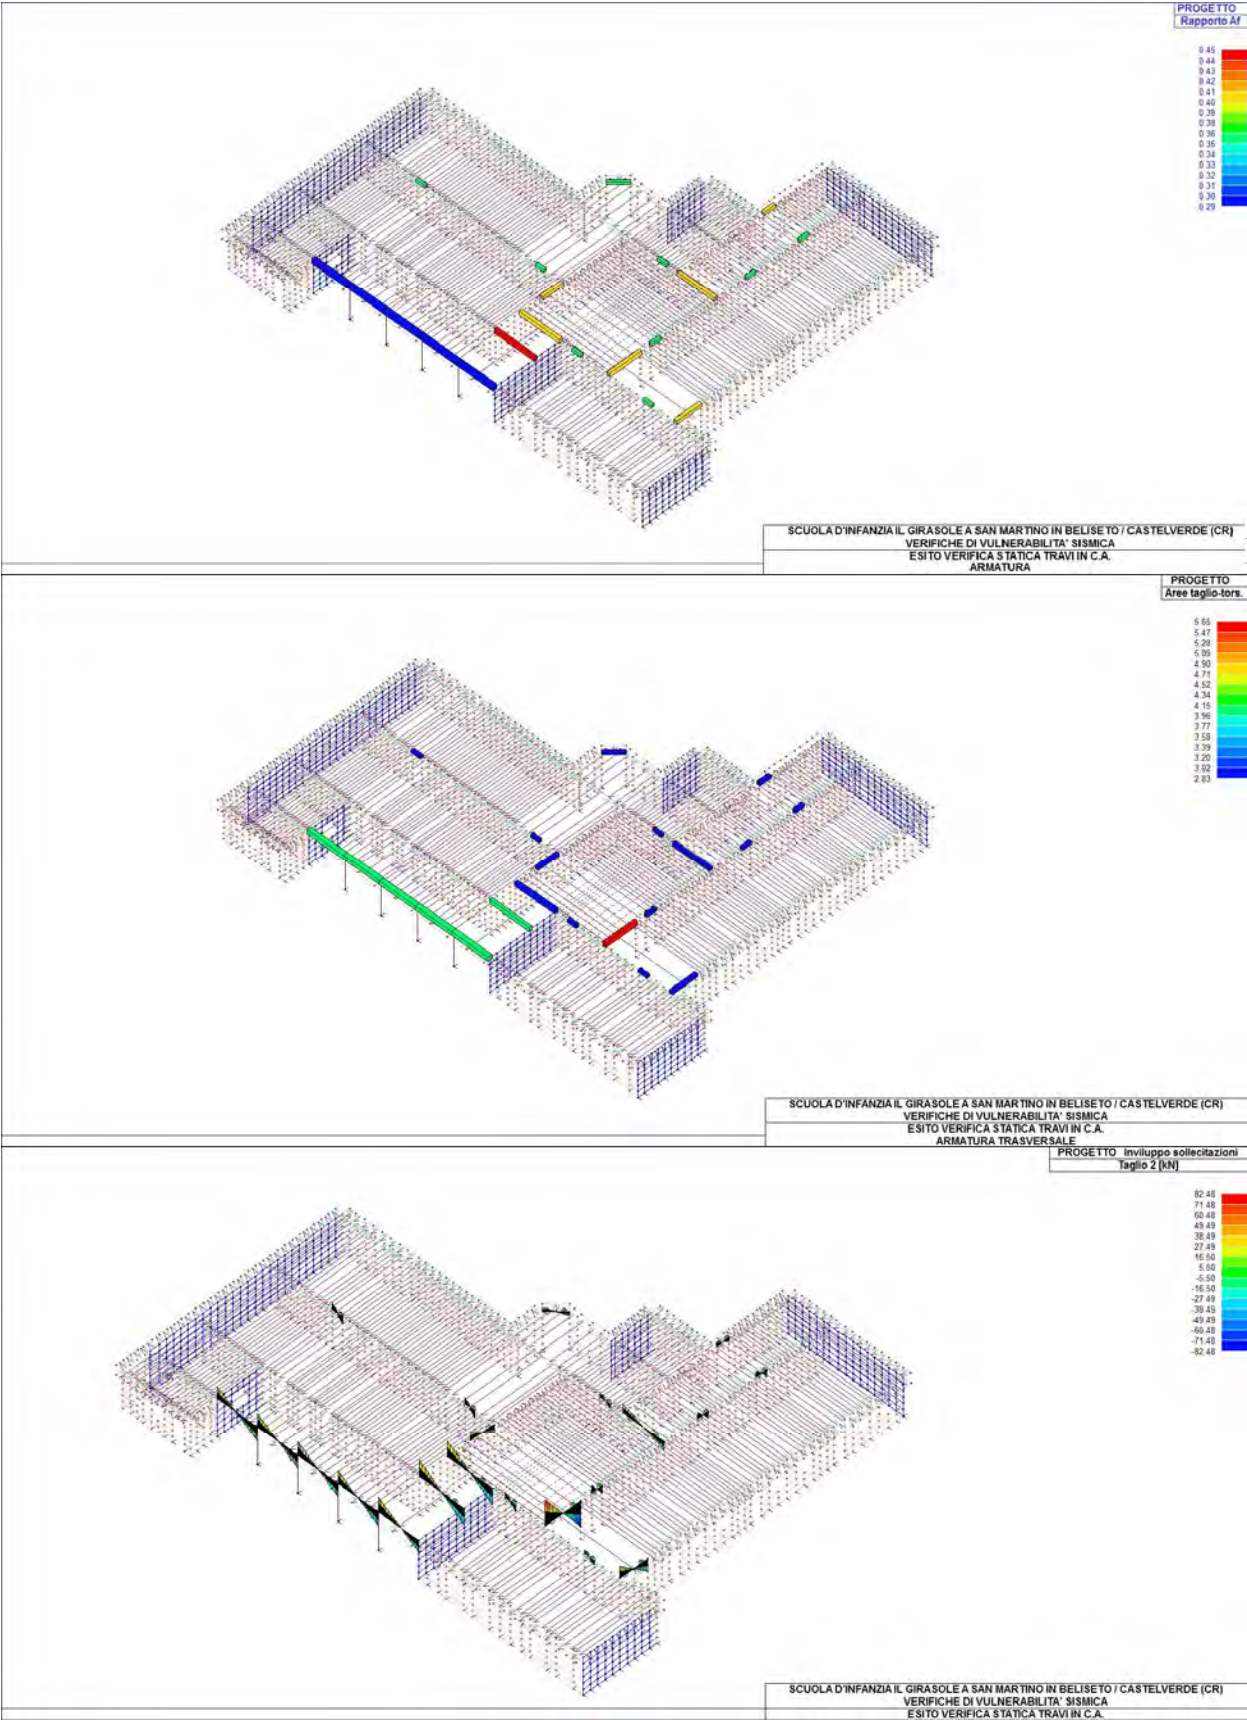 PROGETTO
Rapporto Af
0.45
0.44
0.43
0.42
0.41
0.40
0.39
0.38
0.36
0.35
0.34
0.33
0.32
0.31
0.30
0.29
SCUOLA D'INFANZIA IL GIRASOLE A SAN MARTINO IN BELISETO / CASTELVERDE (CR)
VERIFICHE DI VULNERABILITA' SISMICA
ESITO VERIFICA STATICA TRAVI IN C.A.
ARMATURA
PROGETTO
Aree taglio-tors.
5.65
5.47
5.28
5.09
4.90
4.71
4.52
4.34
4.15
3.96
3.77
3.58
3.39
3.20
3.02
2.83
SCUOLA D'INFANZIA IL GIRASOLE A SAN MARTINO IN BELISETO / CASTELVERDE (CR)
VERIFICHE DI VULNERABILITA' SISMICA
ESITO VERIFICA STATICA TRAVI IN C.A.
ARMATURA TRASVERSALE
PROGETTO Inviluppo sollecitazioni
Taglio 2 [kN]
82.48
71.48
60.48
49.49
38.49
27.49
16.50
5.50
-5.50
-16.50
-27.49
-38.49
-49.49
-60.48
-71.48
-82.48
SCUOLA D'INFANZIA IL GIRASOLE A SAN MARTINO IN BELISETO / CASTELVERDE (CR)
VERIFICHE DI VULNERABILITA' SISMICA
ESITO VERIFICA STATICA TRAVI IN C.A.